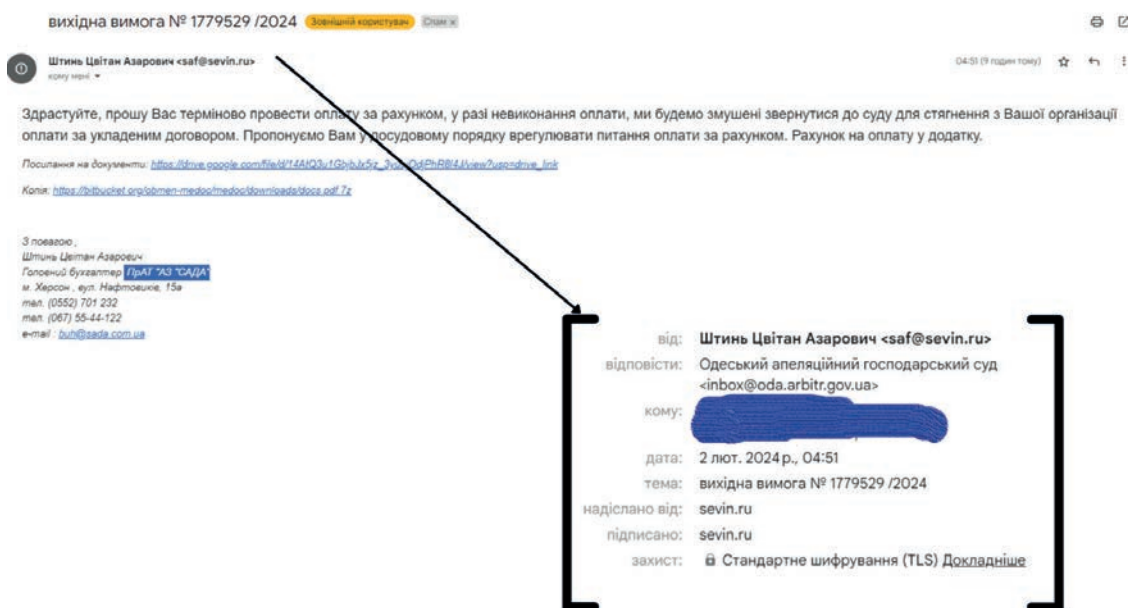 вихідна вимога № 1779529 /2024 Зовнішній користувач Спам ×
Штинь Цвітан Азарович <saf@sevin.ru>
кому мені
04:51 (9 годин тому)
Здрастуйте, прошу Вас терміново провести оплату за рахунком, у разі невиконання оплати, ми будемо змушені звернутися до суду для стягнення з Вашої організації
оплати за укладеним договором. Пропонуємо Вам у досудовому порядку врегулювати питання оплати за рахунком. Рахунок на оплату у додатку.
Посилання на документи:
Копія: https://bitbucket.org/obmen-medoc/medoc/downloads/docs.pdf.7z
З повагою ,
Штинь Цвітан Азарович
Головний бухгалтер ПрАТ "АЗ "САДА"
м. Херсон , вул. Нафтовиків, 15а
тел. (0552) 701 232
тел. (067) 55-44-122
e-mail : buh@sada.com.ua
від: Штинь Цвітан Азарович <saf@sevin.ru>
відповісти: Одеський апеляційний господарський суд
<inbox@oda.arbitr.gov.ua>
кому:
дата: 2 лют. 2024 р., 04:51
тема: вихідна вимога № 1779529 /2024
надіслано від: sevin.ru
підписано: sevin.ru
захист: Стандартне шифрування (TLS) Докладніше